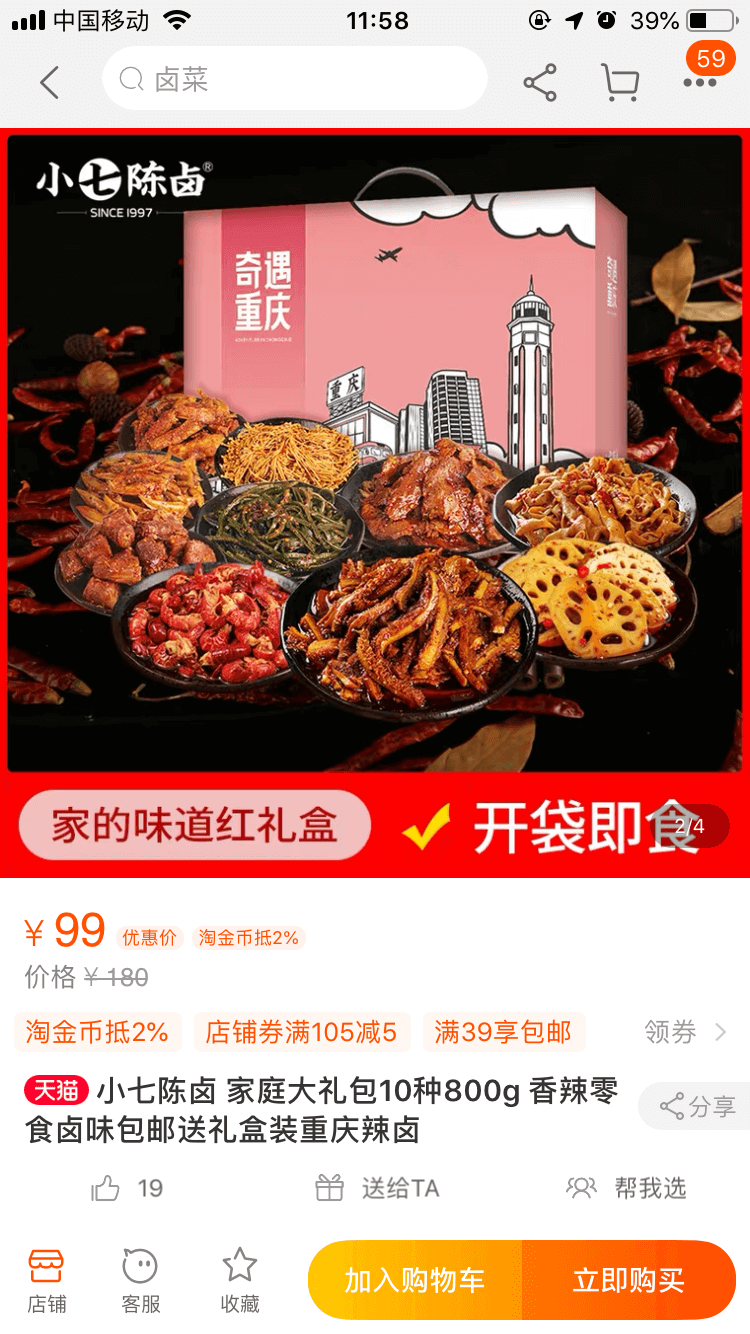 中国移动
11:58
39%
卤菜
59
小七陈卤®
SINCE 1997
奇遇
重庆
重庆
家的味道红礼盒
开袋即食
2/4
¥ 99 优惠价 淘金币抵2%
价格 ¥ 180
淘金币抵2% 店铺券满105减5 满39享包邮 领券
天猫 小七陈卤 家庭大礼包10种800g 香辣零
食卤味包邮送礼盒装重庆辣卤
分享
19 送给TA 帮我选
店铺 客服 收藏 加入购物车 立即购买